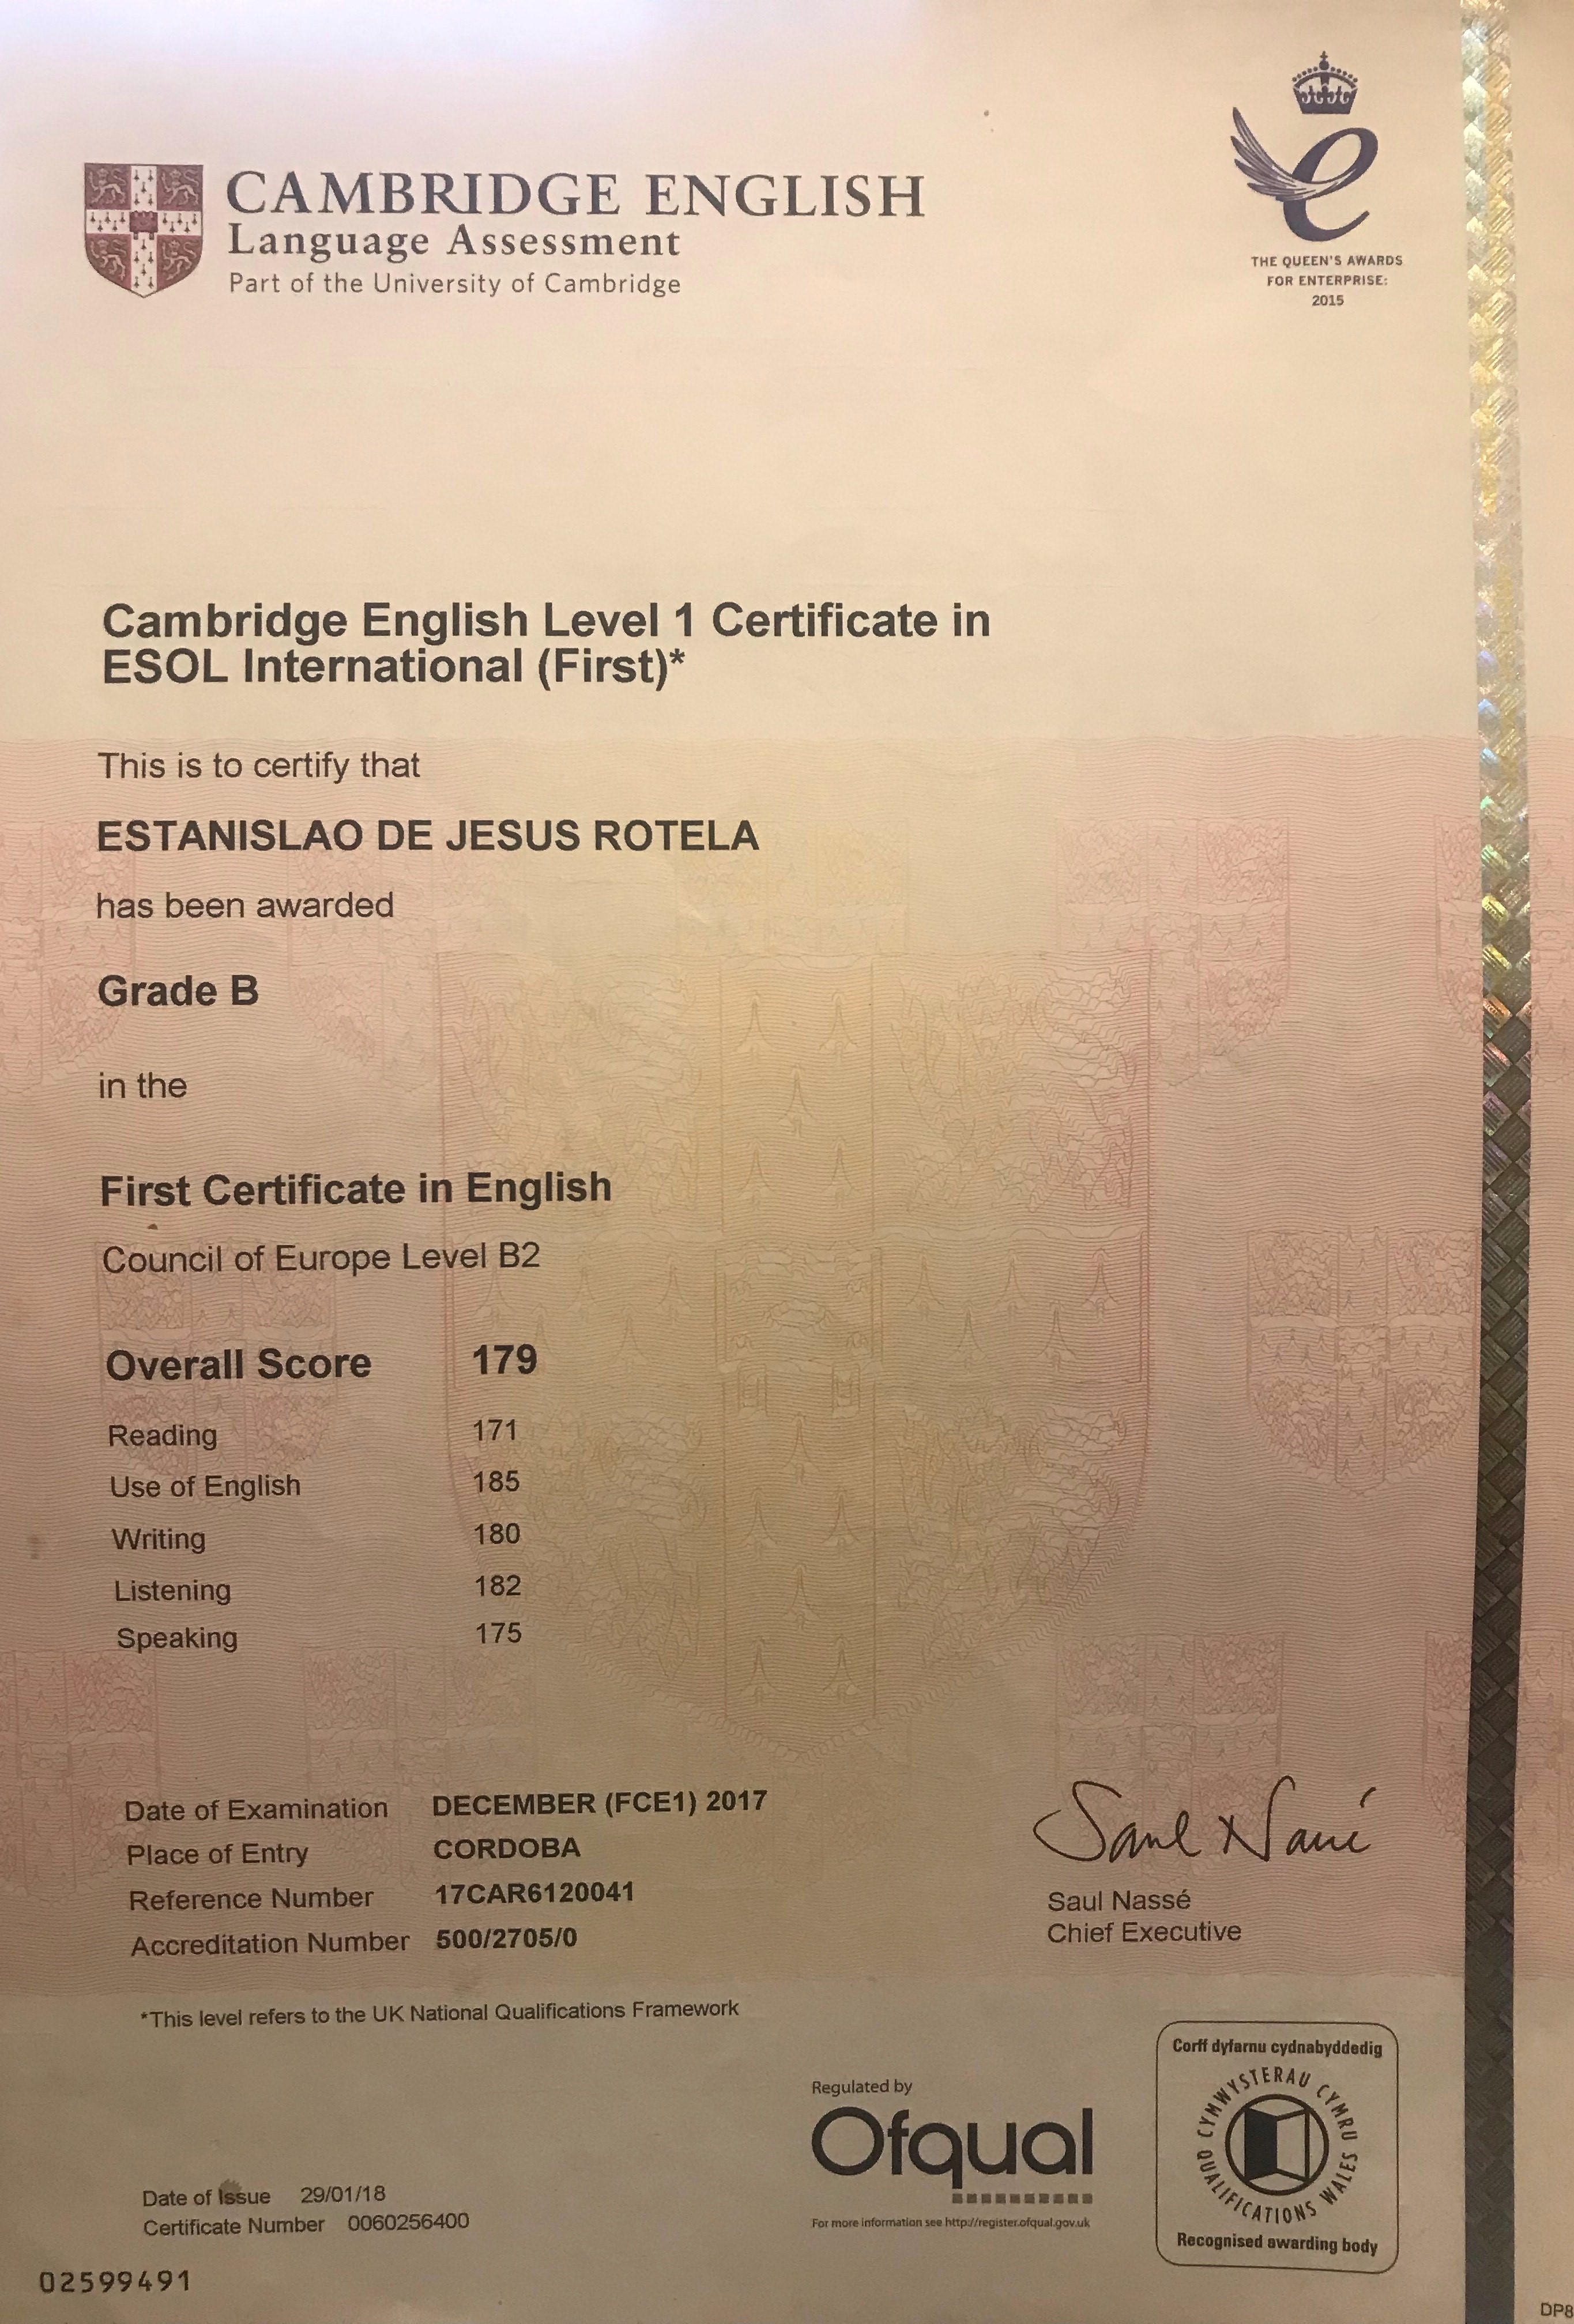 CAMBRIDGE ENGLISH
Language Assessment
Part of the University of Cambridge
THE QUEEN'S AWARDS
FOR ENTERPRISE:
2015
Cambridge English Level 1 Certificate in
ESOL International (First)*
This is to certify that
ESTANISLAO DE JESUS ROTELA
has been awarded
Grade B
in the
First Certificate in English
Council of Europe Level B2
Overall Score 179
Reading 171
Use of English 185
Writing 180
Listening 182
Speaking 175
Date of Examination DECEMBER (FCE1) 2017
Place of Entry CORDOBA
Reference Number 17CAR6120041
Accreditation Number 500/2705/0
Saul Nassé
Saul Nassé
Chief Executive
*This level refers to the UK National Qualifications Framework
Regulated by
Ofqual
For more information see http://register.ofqual.gov.uk
Corff dyfarnu cydnabyddedig
CYMWYSTERAU CYMRU
QUALIFICATIONS WALES
Recognised awarding body
Date of Issue 29/01/18
Certificate Number 0060256400
02599491
DP8